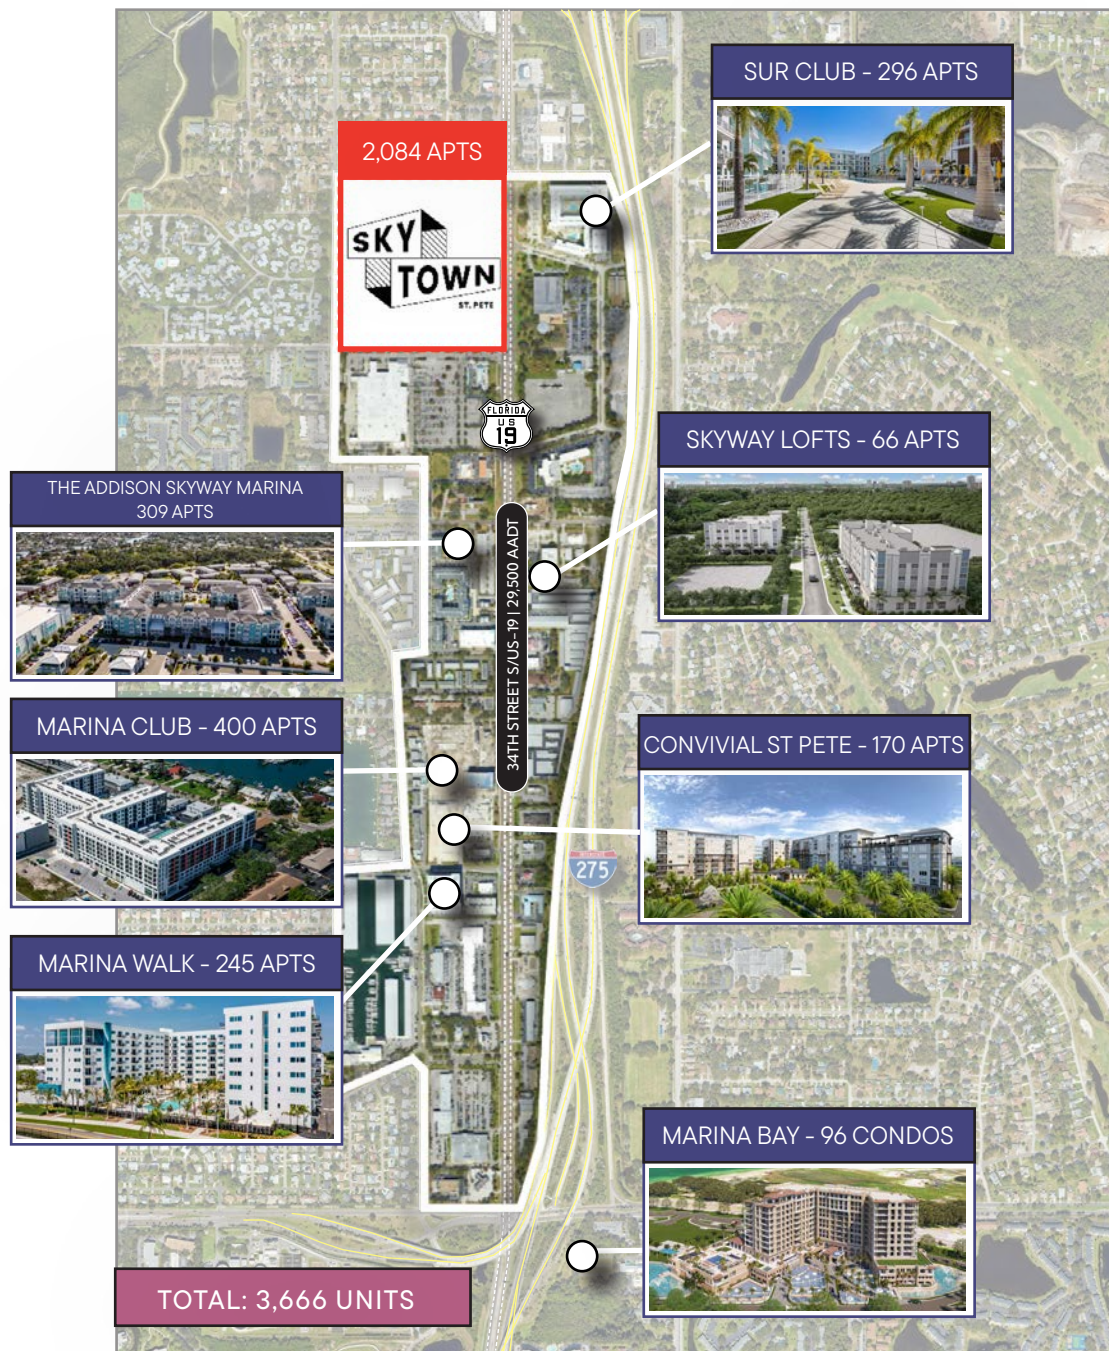 SUR CLUB - 296 APTS
2,084 APTS
SKY
TOWN
ST. PETE
FLORIDA
US
19
SKYWAY LOFTS - 66 APTS
THE ADDISON SKYWAY MARINA
309 APTS
34TH STREET S/US-19 | 29,500 AADT
MARINA CLUB - 400 APTS
CONVIVIAL ST PETE - 170 APTS
275
MARINA WALK - 245 APTS
MARINA BAY - 96 CONDOS
TOTAL: 3,666 UNITS